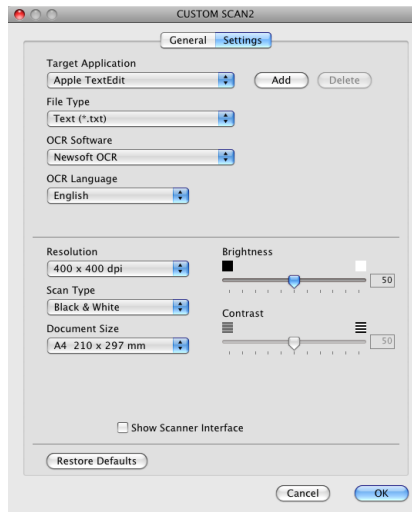 CUSTOM SCAN2
General Settings
Target Application
Apple TextEdit Add Delete
File Type
Text (*.txt)
OCR Software
Newsoft OCR
OCR Language
English
Resolution Brightness
400 x 400 dpi
50
Scan Type
Black & White
Contrast
Document Size
A4 210 x 297 mm 50
Show Scanner Interface
Restore Defaults
Cancel OK